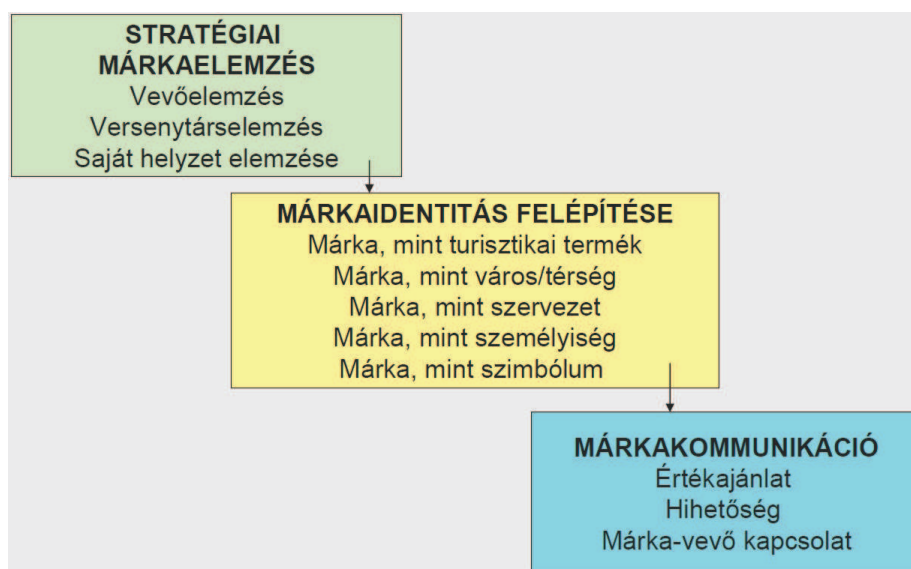 STRATÉGIAI
MÁRKAELEMZÉS
Vevőelemzés
Versenytárselemzés
Saját helyzet elemzése
MÁRKAIDENTITÁS FELÉPÍTÉSE
Márka, mint turisztikai termék
Márka, mint város/térség
Márka, mint szervezet
Márka, mint személyiség
Márka, mint szimbólum
MÁRKAKOMMUNIKÁCIÓ
Értékajánlat
Hihetőség
Márka-vevő kapcsolat